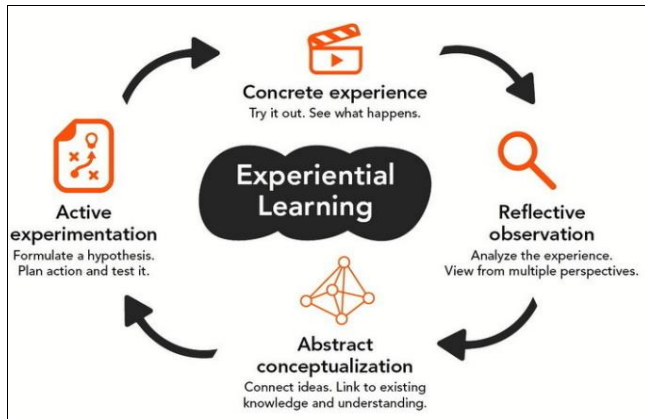 Concrete experience
Try it out. See what happens.
Experiential
Learning
Reflective
observation
Analyze the experience.
View from multiple perspectives.
Abstract
conceptualization
Connect ideas. Link to existing
knowledge and understanding.
Active
experimentation
Formulate a hypothesis.
Plan action and test it.